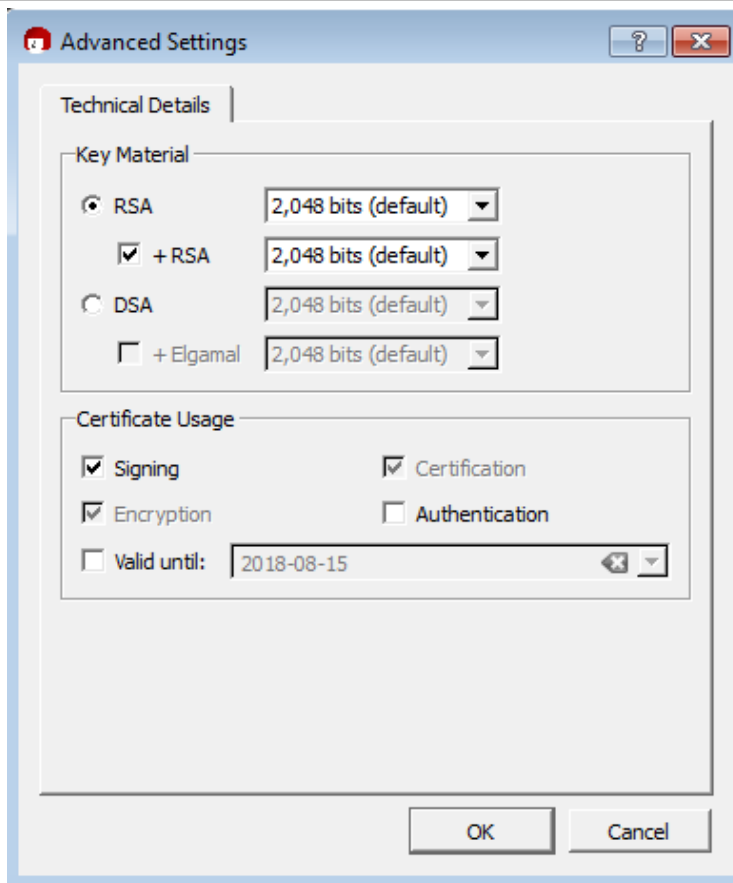 Advanced Settings
Technical Details
Key Material
RSA 2,048 bits (default)
+ RSA 2,048 bits (default)
DSA 2,048 bits (default)
+ Elgamal 2,048 bits (default)
Certificate Usage
Signing Certification
Encryption Authentication
Valid until: 2018-08-15
OK Cancel